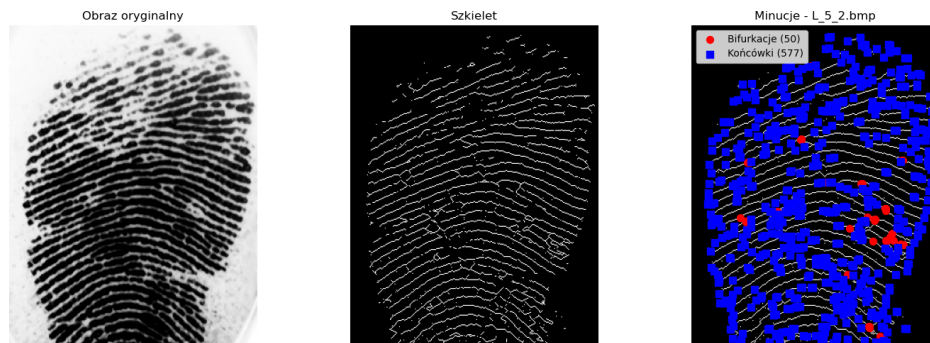 Obraz oryginalny
Szkielet
Minucje - L_5_2.bmp
Bifurkacje (50)
Końcówki (577)